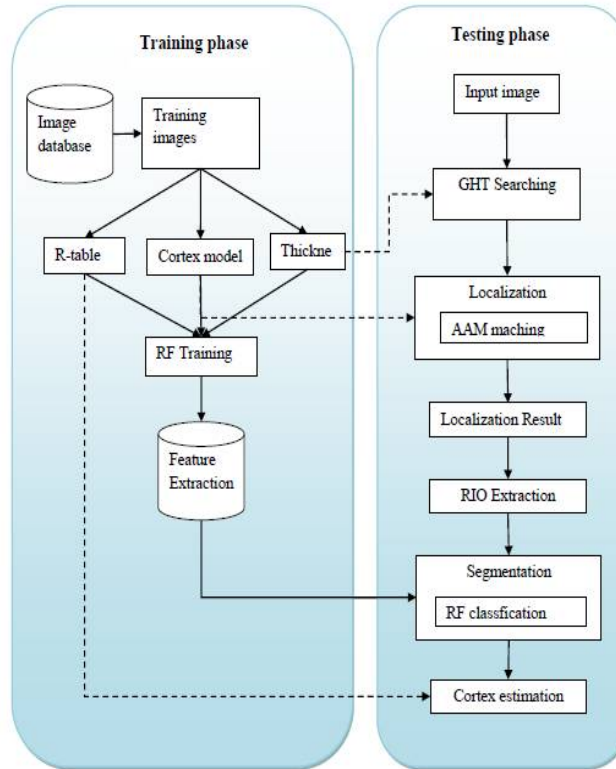 Training phase
Image
database
Training
images
R-table
Cortex model
Thickne
RF Training
Feature
Extraction
Testing phase
Input image
GHT Searching
Localization
AAM maching
Localization Result
RIO Extraction
Segmentation
RF classfication
Cortex estimation